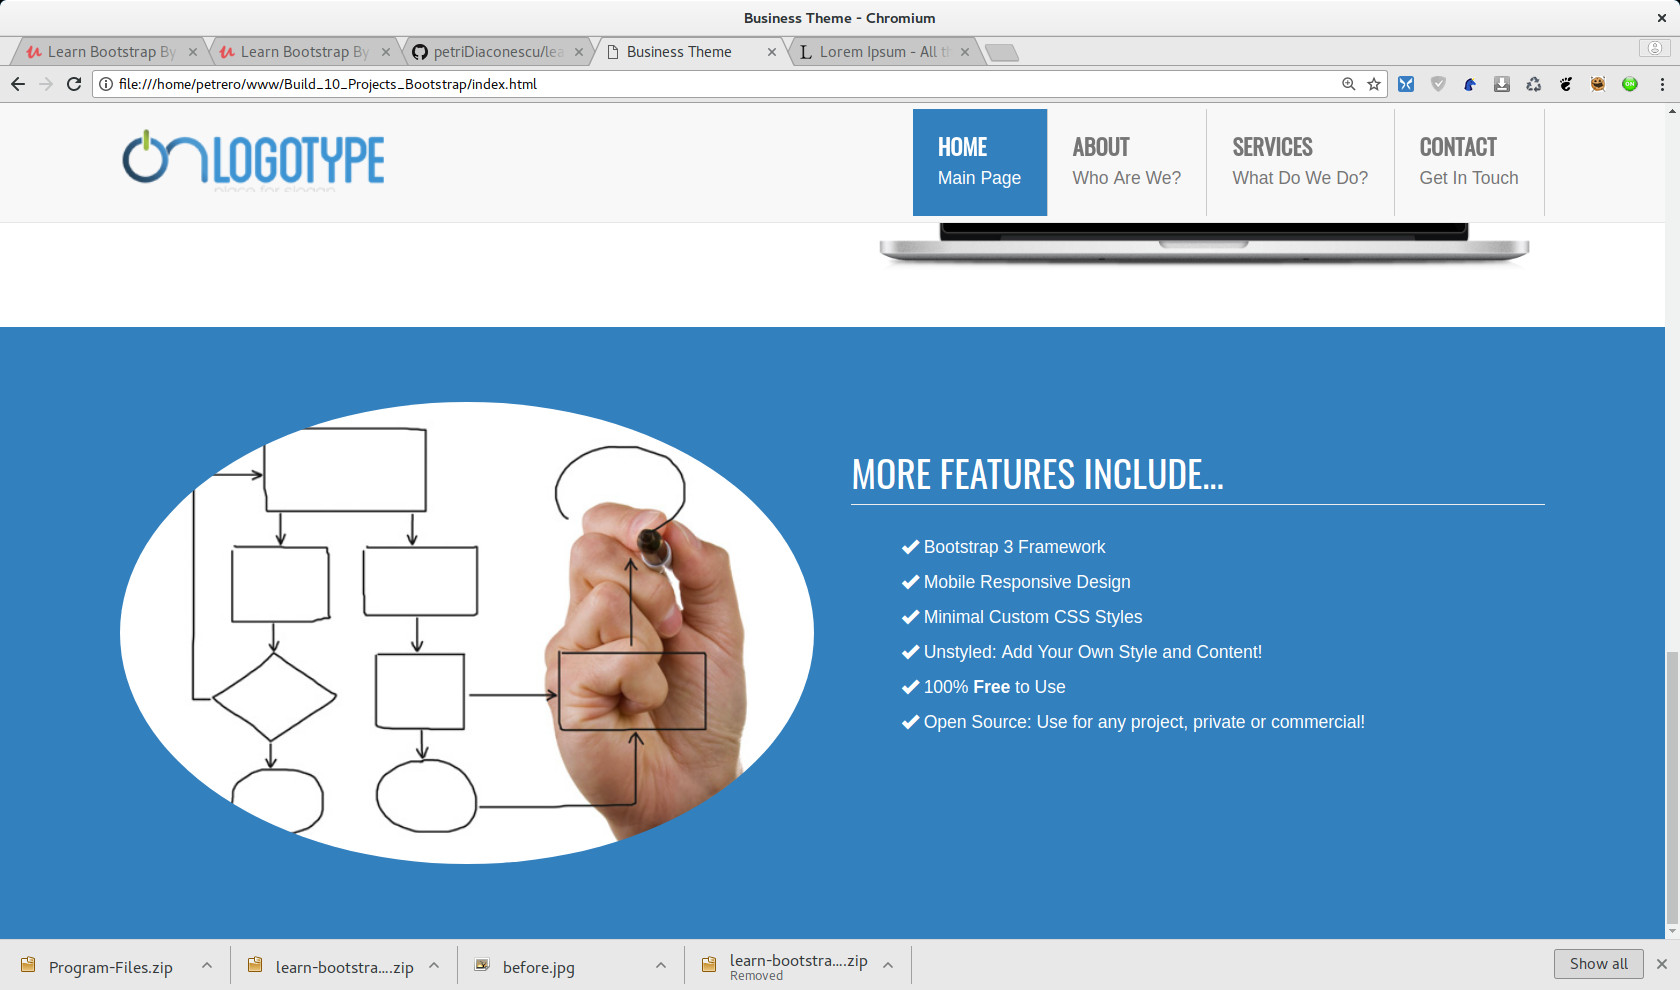 Business Theme - Chromium
Learn Bootstrap By
Learn Bootstrap By
petriDiaconescu/lea
Business Theme
Lorem Ipsum - All t
file:///home/petrero/www/Build_10_Projects_Bootstrap/index.html
LOGOTYPE
HOME
Main Page
ABOUT
Who Are We?
SERVICES
What Do We Do?
CONTACT
Get In Touch
MORE FEATURES INCLUDE...
Bootstrap 3 Framework
Mobile Responsive Design
Minimal Custom CSS Styles
Unstyled: Add Your Own Style and Content!
100% Free to Use
Open Source: Use for any project, private or commercial!
Program-Files.zip
learn-bootstra....zip
before.jpg
learn-bootstra....zip
Removed
Show all